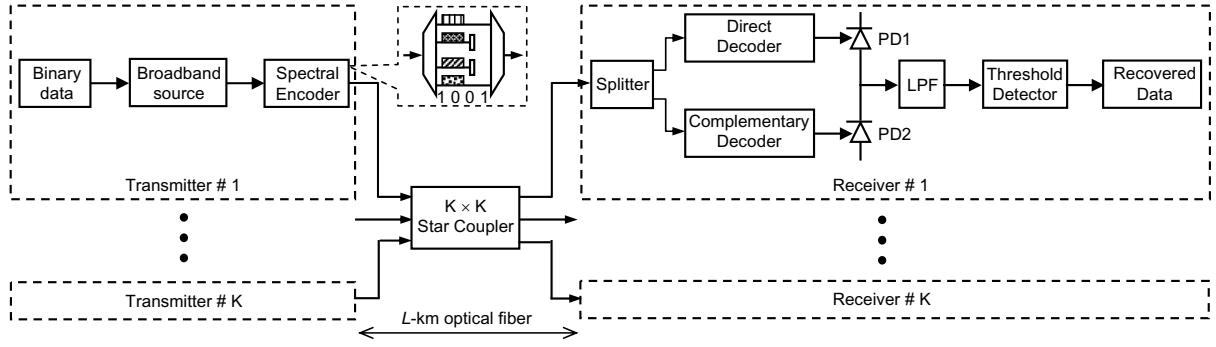 Binary
data
Broadband
source
Spectral
Encoder
1 0 0 1
Transmitter # 1
Splitter
Direct
Decoder
PD1
Complementary
Decoder
PD2
LPF
Threshold
Detector
Recovered
Data
Receiver # 1
K × K
Star Coupler
Transmitter # K
Receiver # K
L-km optical fiber